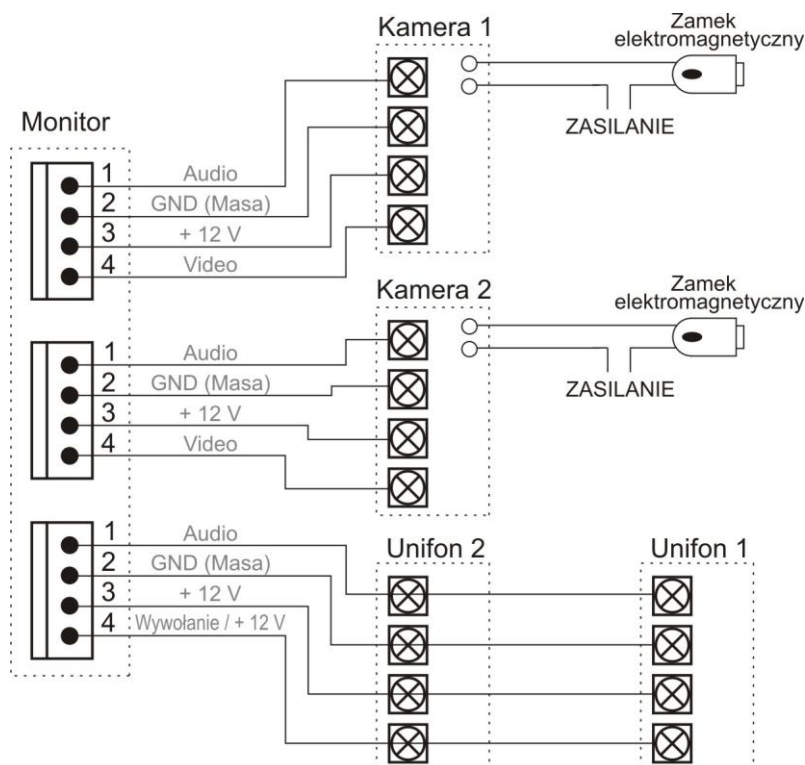 Kamera 1
Zamek
elektromagnetyczny
ZASILANIE
Monitor
1 Audio
2 GND (Masa)
3 + 12 V
4 Video
Kamera 2
Zamek
elektromagnetyczny
ZASILANIE
1 Audio
2 GND (Masa)
3 + 12 V
4 Video
Unifon 2
Unifon 1
1 Audio
2 GND (Masa)
3 + 12 V
4 Wywołanie / + 12 V